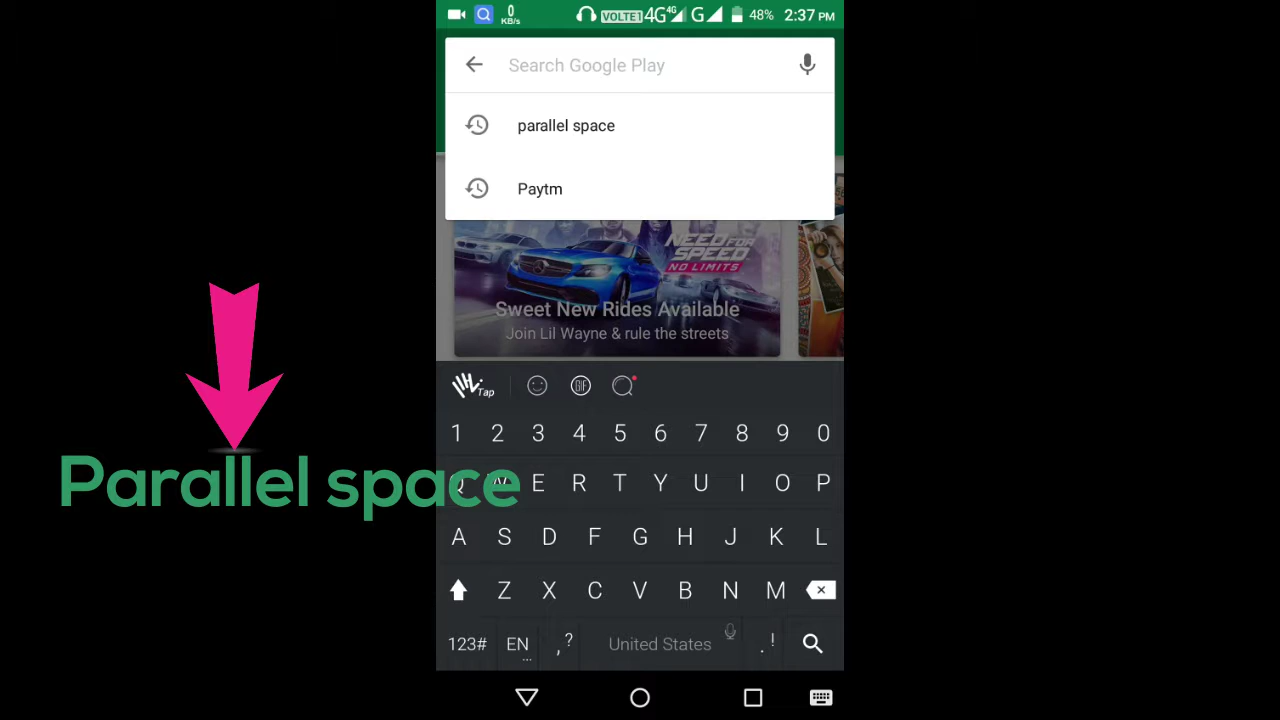 0 KB/s VOLTE1 4G 4G G 48% 2:37 PM
Search Google Play
parallel space
Paytm
NEED FOR SPEED
NO LIMITS
Sweet New Rides Available
Join Lil Wayne & rule the streets
Tap GIF
1 2 3 4 5 6 7 8 9 0
Parallel space
Q W E R T Y U I O P
A S D F G H J K L
Z X C V B N M
123# EN ... ,? United States .!